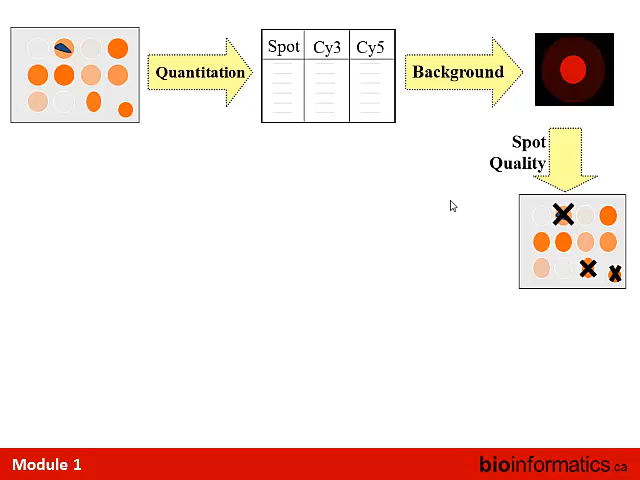 Quantitation
Spot Cy3 Cy5
Background
Spot
Quality
Module 1
bioinformatics.ca